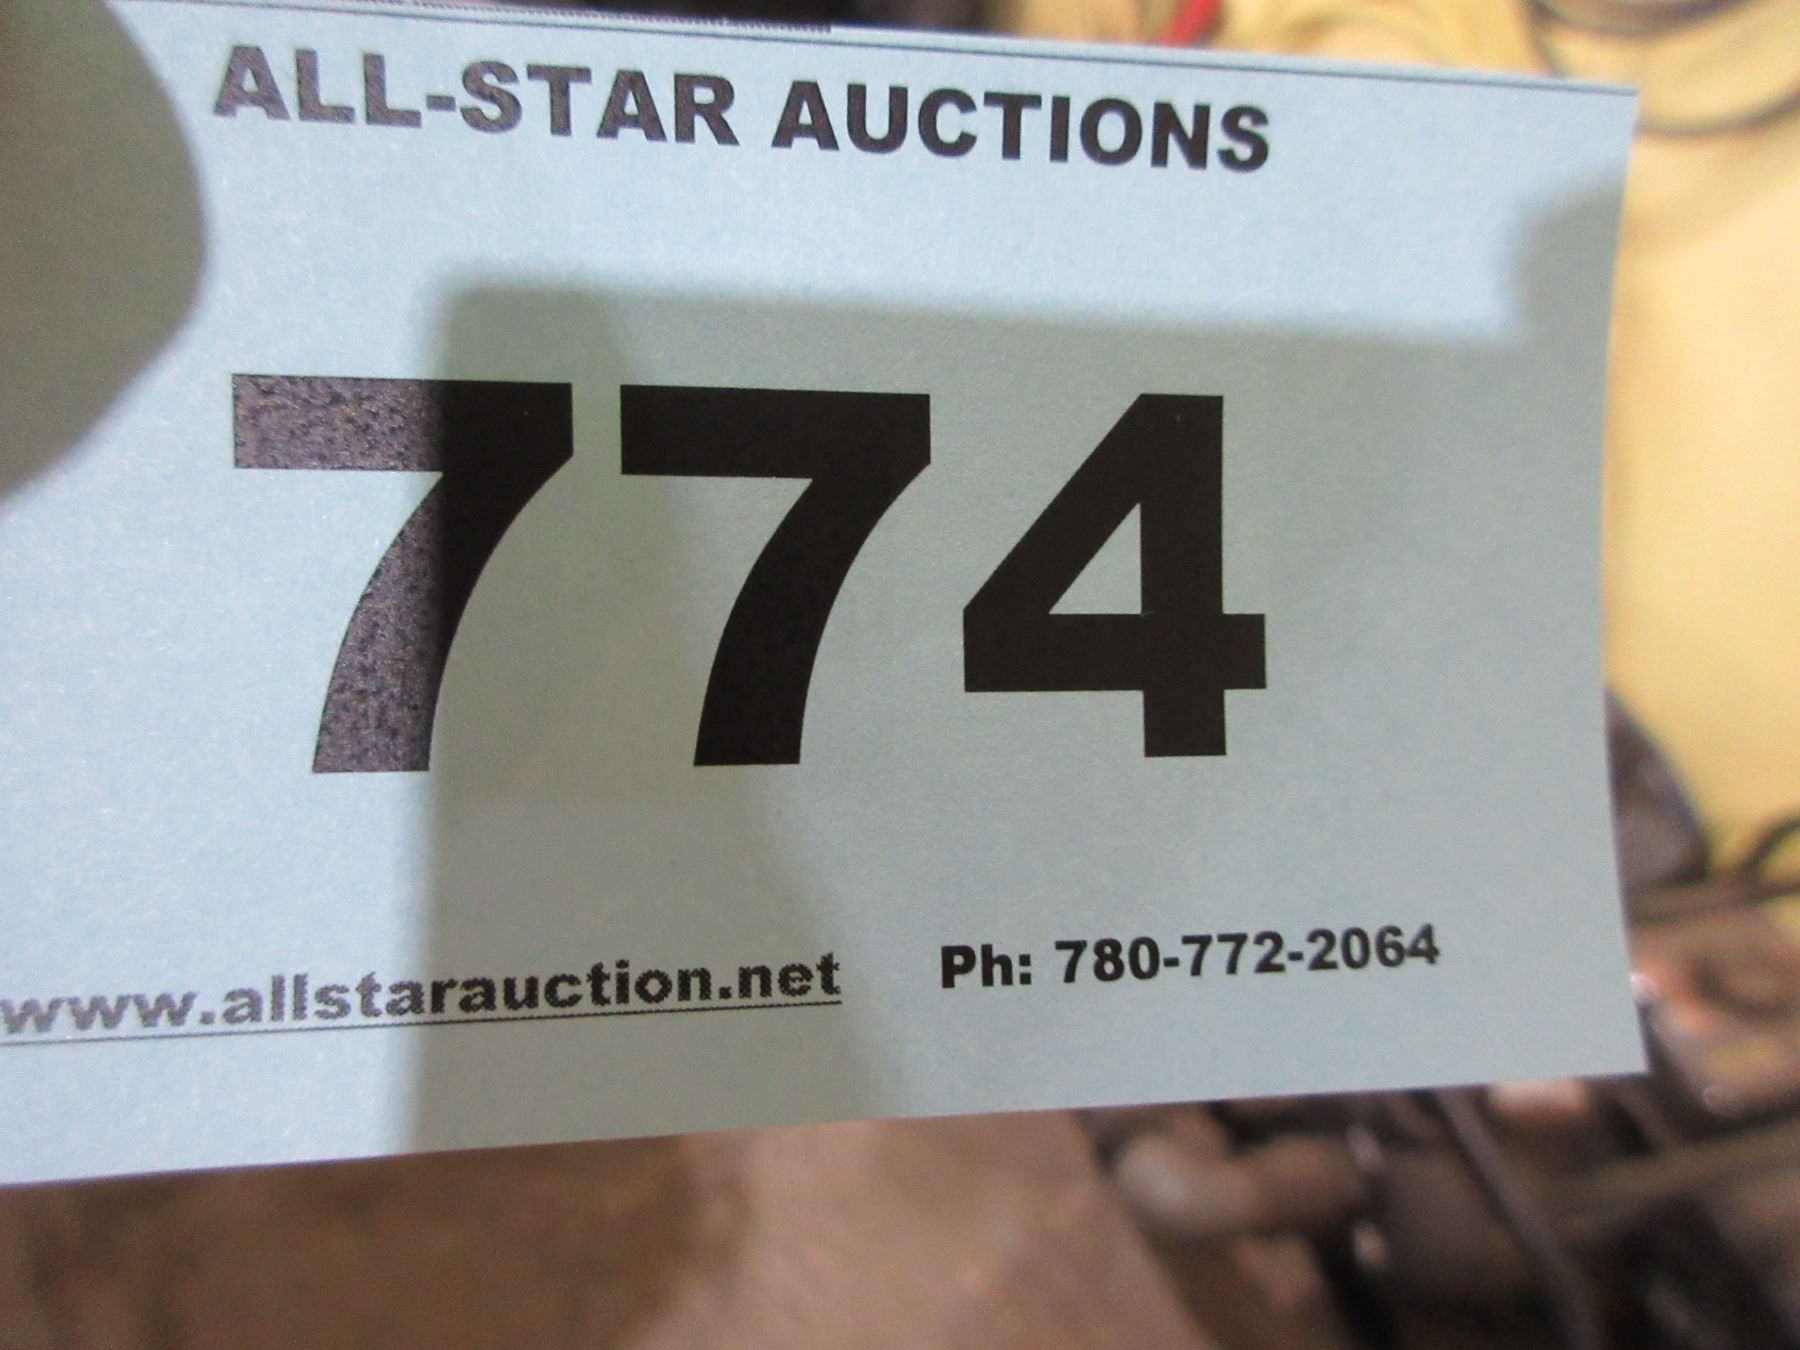 ALL-STAR AUCTIONS
774
www.allstarauction.net Ph: 780-772-2064